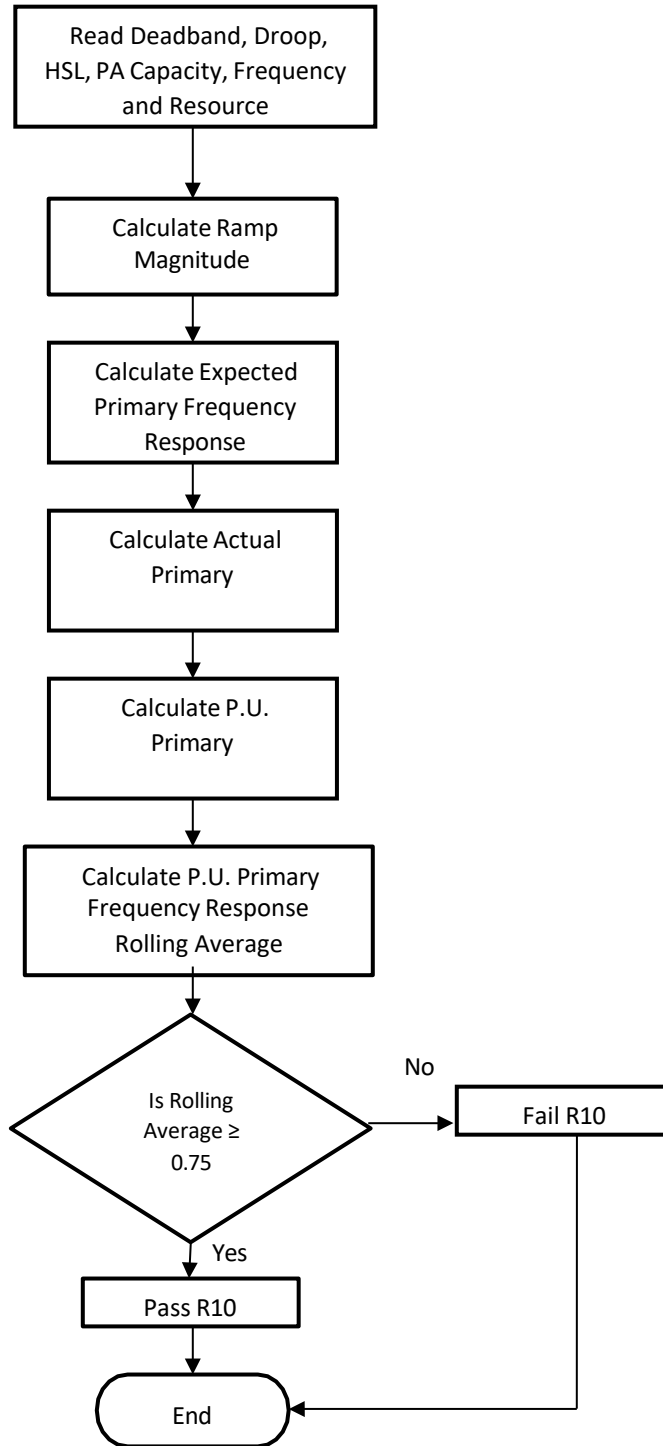 Read Deadband, Droop,
HSL, PA Capacity, Frequency
and Resource
Calculate Ramp
Magnitude
Calculate Expected
Primary Frequency
Response
Calculate Actual
Primary
Calculate P.U.
Primary
Calculate P.U. Primary
Frequency Response
Rolling Average
Is Rolling
Average ≥
0.75
No
Fail R10
Yes
Pass R10
End